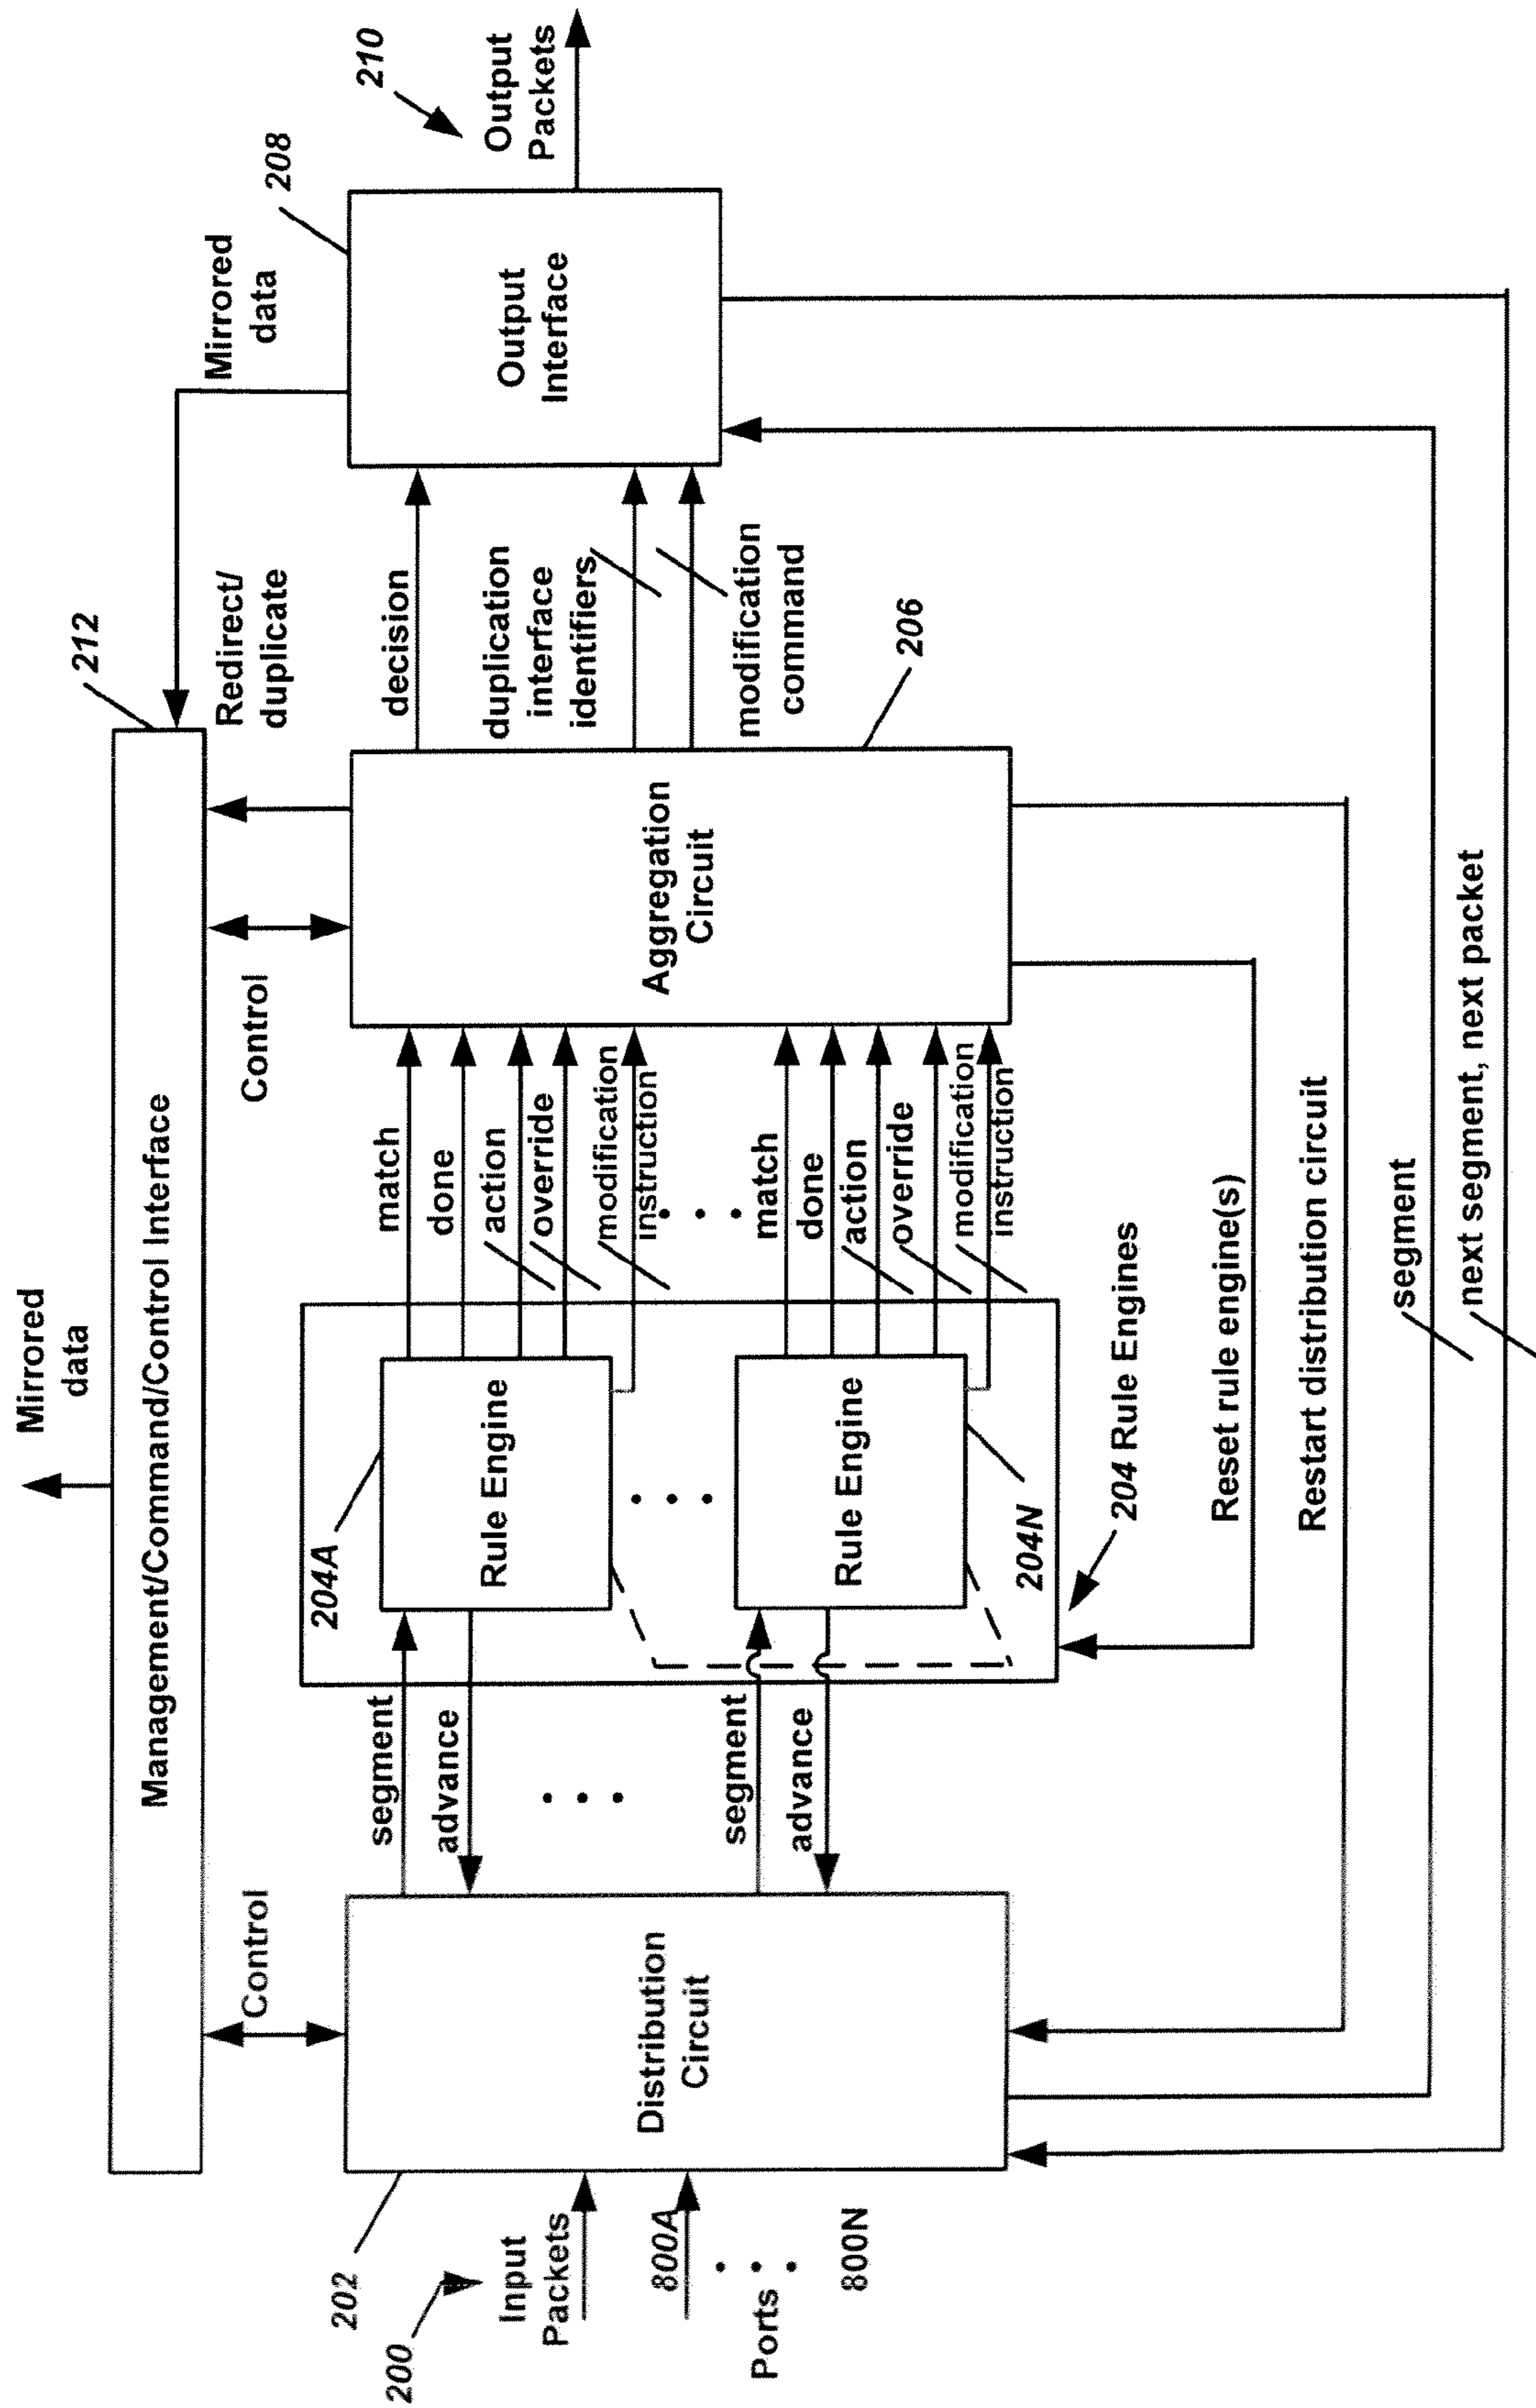 Mirrored
data
212
Management/Command/Control Interface
Control
Control
Redirect/
duplicate
Mirrored
data
208
210
Output
Packets
202
200
Input
Packets
800A
Ports
800N
Distribution
Circuit
segment
advance
segment
advance
204A
Rule Engine
Rule Engine
204N
204 Rule Engines
match
done
action
override
modification
instruction
match
done
action
override
modification
instruction
Aggregation
Circuit
206
decision
duplication
interface
identifiers
modification
command
Output
Interface
Reset rule engine(s)
Restart distribution circuit
segment
next segment, next packet